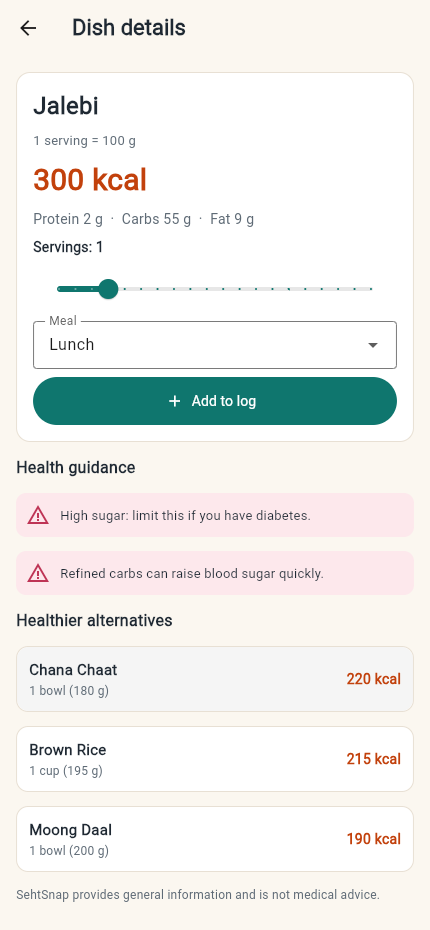 Dish details
Jalebi
1 serving = 100 g
300 kcal
Protein 2 g · Carbs 55 g · Fat 9 g
Servings: 1
Meal
Lunch
+ Add to log
Health guidance
High sugar: limit this if you have diabetes.
Refined carbs can raise blood sugar quickly.
Healthier alternatives
Chana Chaat
220 kcal
1 bowl (180 g)
Brown Rice
215 kcal
1 cup (195 g)
Moong Daal
190 kcal
1 bowl (200 g)
SehtSnap provides general information and is not medical advice.